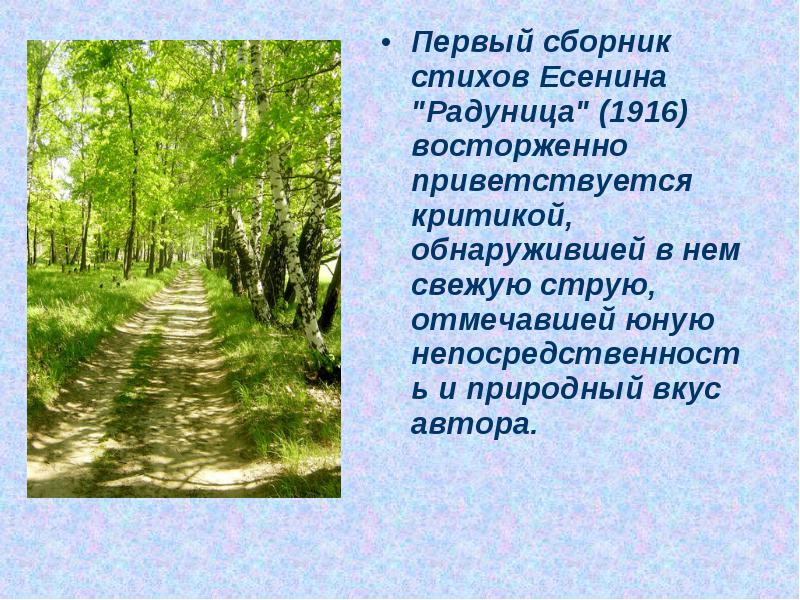 • Первый сборник
стихов Есенина
"Радуница" (1916)
восторженно
приветствуется
критикой,
обнаружившей в нем
свежую струю,
отмечавшей юную
непосредственност
ь и природный вкус
автора.